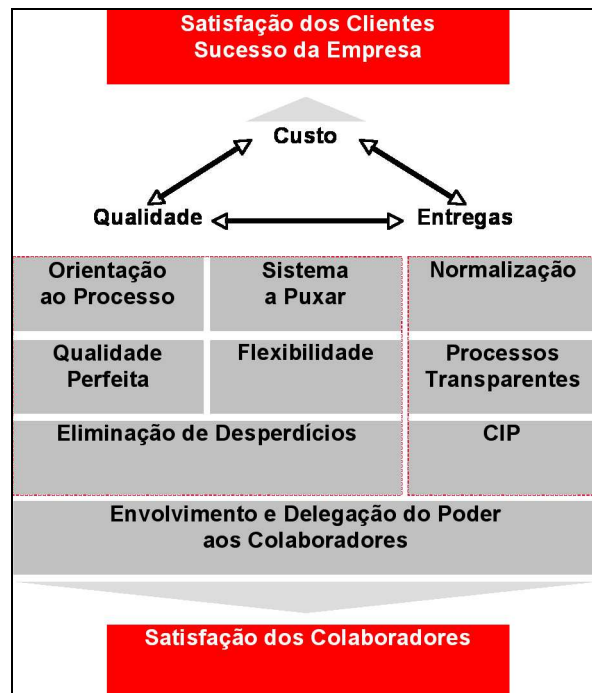 Satisfação dos Clientes
Sucesso da Empresa
Custo
Qualidade
Entregas
Orientação
ao Processo
Sistema
a Puxar
Normalização
Qualidade
Perfeita
Flexibilidade
Processos
Transparentes
Eliminação de Desperdícios
CIP
Envolvimento e Delegação do Poder
aos Colaboradores
Satisfação dos Colaboradores